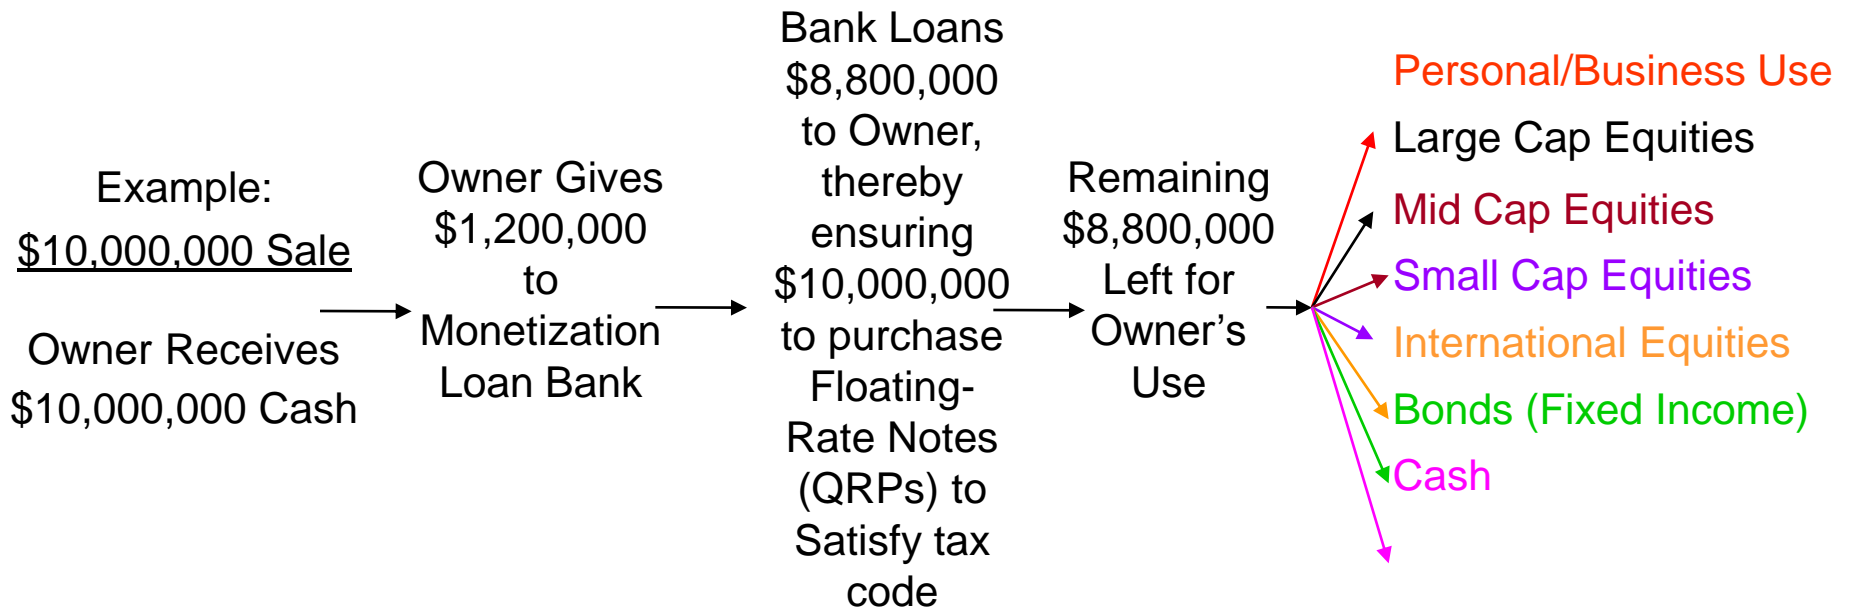 Example:
$10,000,000 Sale
Owner Receives
$10,000,000 Cash
Owner Gives
$1,200,000
to
Monetization
Loan Bank
Bank Loans
$8,800,000
to Owner,
thereby
ensuring
$10,000,000
to purchase
Floating-
Rate Notes
(QRPs) to
Satisfy tax
code
Remaining
$8,800,000
Left for
Owner’s
Use
Personal/Business Use
Large Cap Equities
Mid Cap Equities
Small Cap Equities
International Equities
Bonds (Fixed Income)
Cash